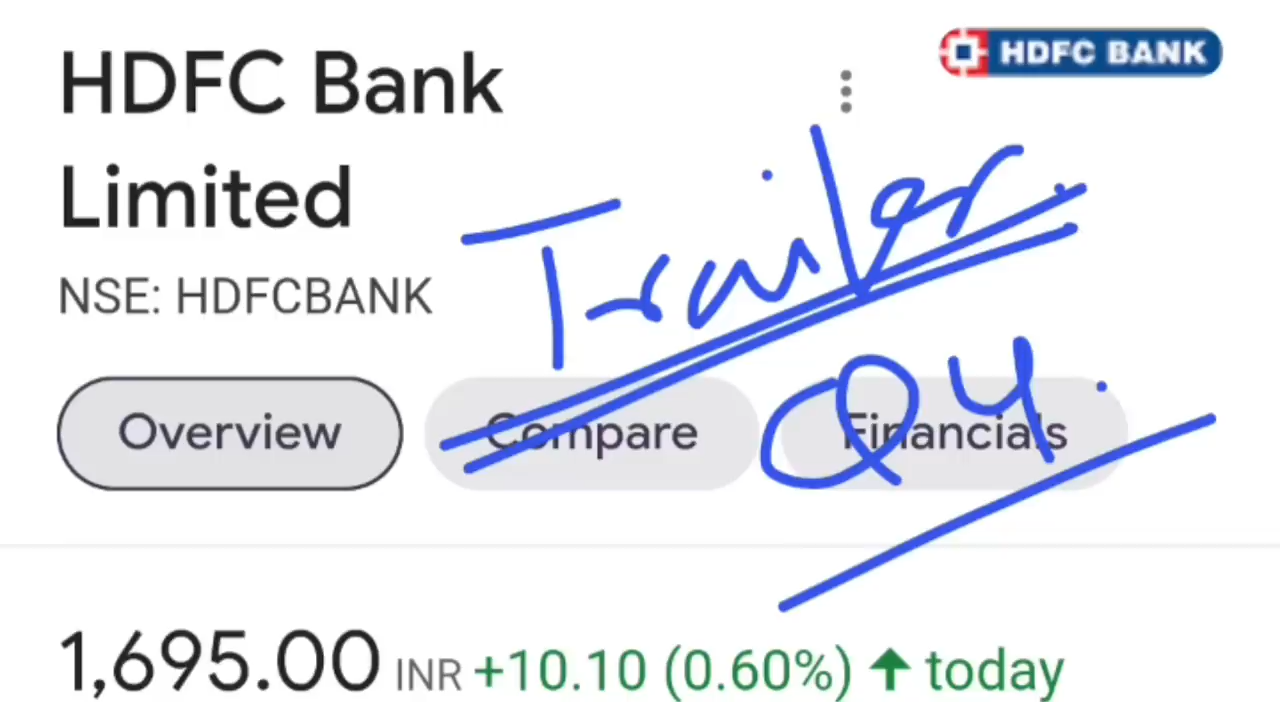 HDFC Bank
Limited
HDFC BANK
NSE: HDFCBANK
Trailer
Overview
Compare
Financials
Q4
1,695.00 INR +10.10 (0.60%) ↑ today